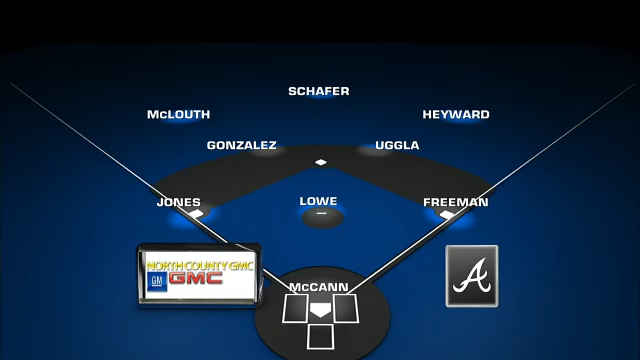 SCHAFER
McLOUTH
HEYWARD
GONZALEZ
UGGLA
JONES
LOWE
FREEMAN
NORTH COUNTY GMC
GM
GMC
A
McCANN